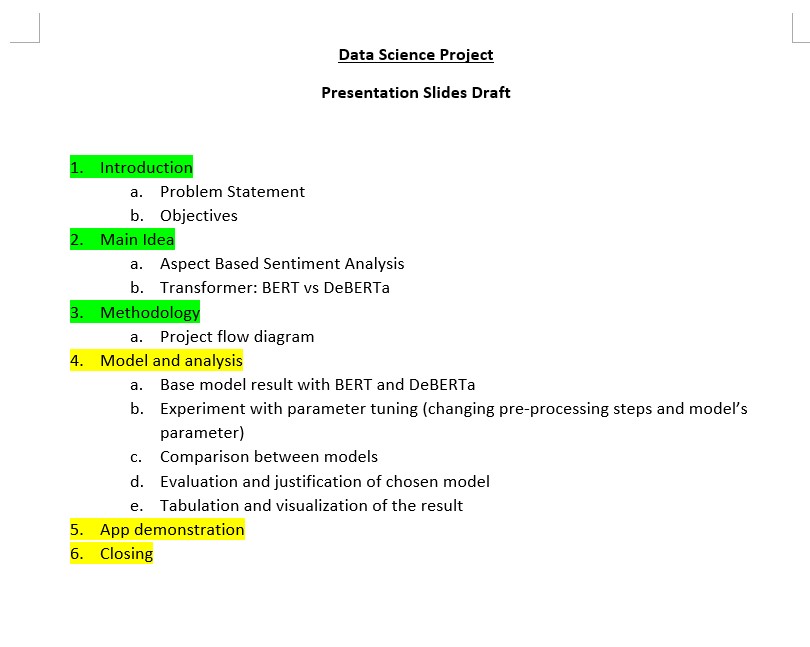 Data Science Project
Presentation Slides Draft
1. Introduction
a. Problem Statement
b. Objectives
2. Main Idea
a. Aspect Based Sentiment Analysis
b. Transformer: BERT vs DeBERTa
3. Methodology
a. Project flow diagram
4. Model and analysis
a. Base model result with BERT and DeBERTa
b. Experiment with parameter tuning (changing pre-processing steps and model’s
parameter)
c. Comparison between models
d. Evaluation and justification of chosen model
e. Tabulation and visualization of the result
5. App demonstration
6. Closing